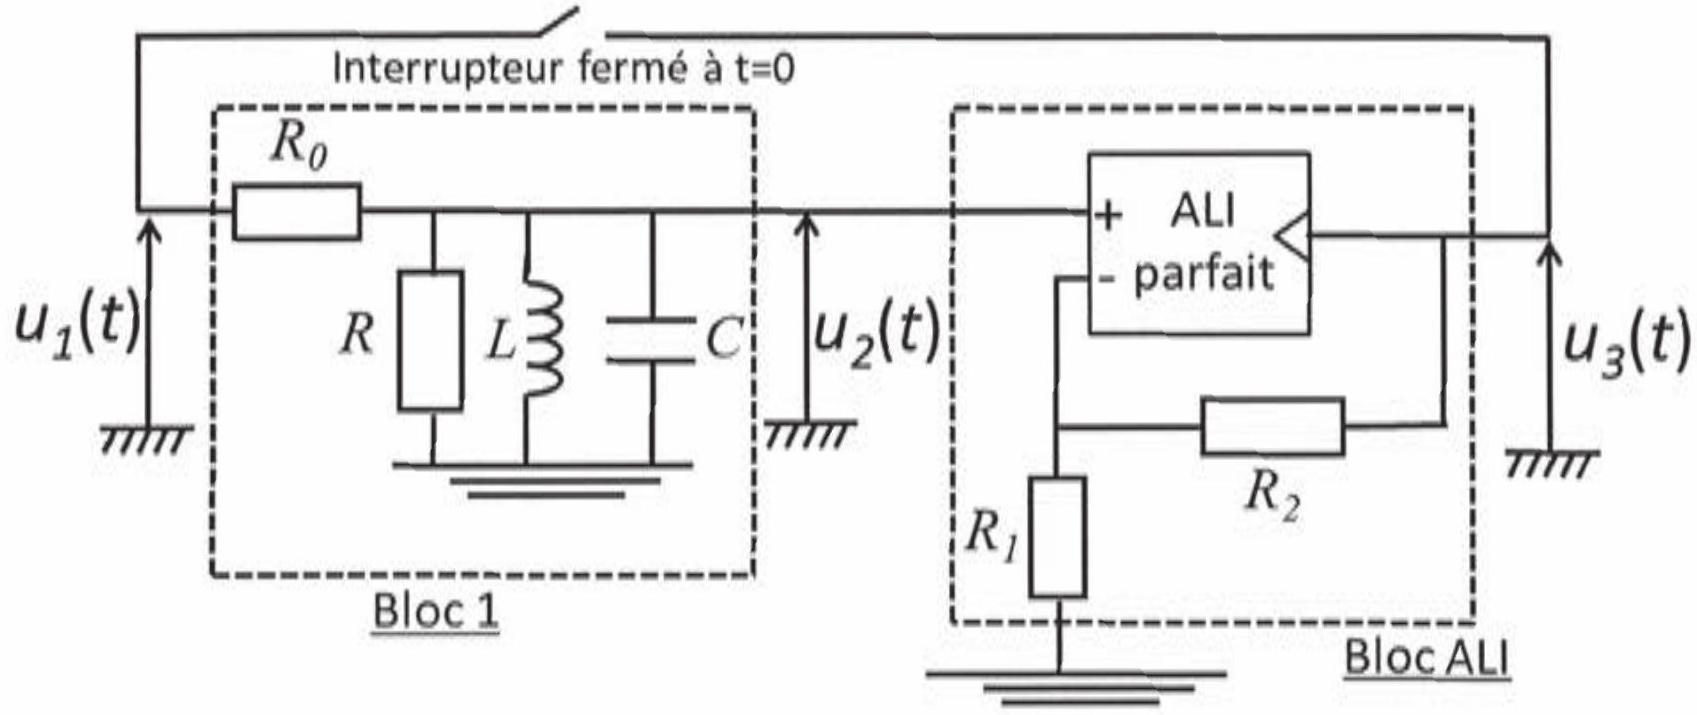 Interrupteur fermé à t=0
R₀
R
L
C
u₁(t)
u₂(t)
+
ALI
- parfait
u₃(t)
R₂
R₁
Bloc 1
Bloc ALI